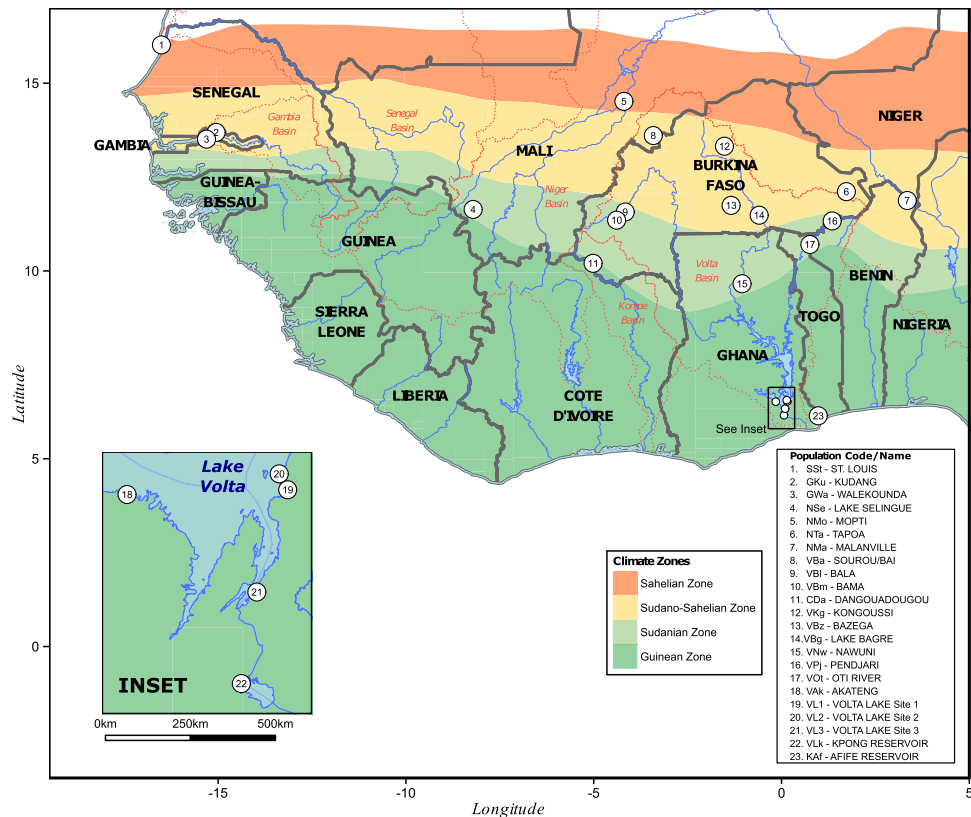 15
10
5
0
Latitude
-15
-10
-5
0
5
Longitude
1
SENEGAL
Gambia
Basin
Senegal
Basin
2
3
GAMBIA
GUINEA-
BISSAU
GUINEA
SIERRA
LEONE
LIBERIA
COTE
D'IVOIRE
MALI
Niger
Basin
4
5
NIGER
8
12
BURKINA
FASO
6
7
13
14
16
9
10
11
17
Volta
Basin
15
BENIN
Komoe
Basin
TOGO
NIGERIA
GHANA
See Inset
23
Lake
Volta
18
20
19
21
22
INSET
0km
250km
500km
Climate Zones
Sahelian Zone
Sudano-Sahelian Zone
Sudanian Zone
Guinean Zone
Population Code/Name
1. SSt - ST. LOUIS
2. GKu - KUDANG
3. GWa - WALEKOUNDA
4. NSe - LAKE SELINGUE
5. NMo - MOPTI
6. NTa - TAPOA
7. NMa - MALANVILLE
8. VBa - SOUROU/BAI
9. VBl - BALA
10. VBm - BAMA
11 CDa - DANGOUADOUGOU
12. VKg - KONGOUSSI
13. VBz - BAZEGA
14.VBg - LAKE BAGRE
15. VNw - NAWUNI
16. VPj - PENDJARI
17. VOt - OTI RIVER
18. VAk - AKATENG
19. VL1 - VOLTA LAKE Site 1
20. VL2 - VOLTA LAKE Site 2
21. VL3 - VOLTA LAKE Site 3
22. VLk - KPONG RESERVOIR
23. KAf - AFIFE RESERVOIR